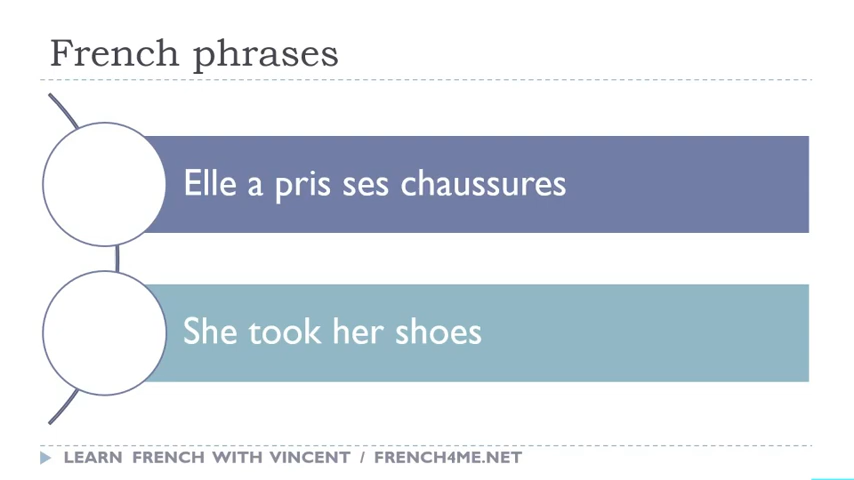 French phrases
Elle a pris ses chaussures
She took her shoes
LEARN FRENCH WITH VINCENT / FRENCH4ME.NET